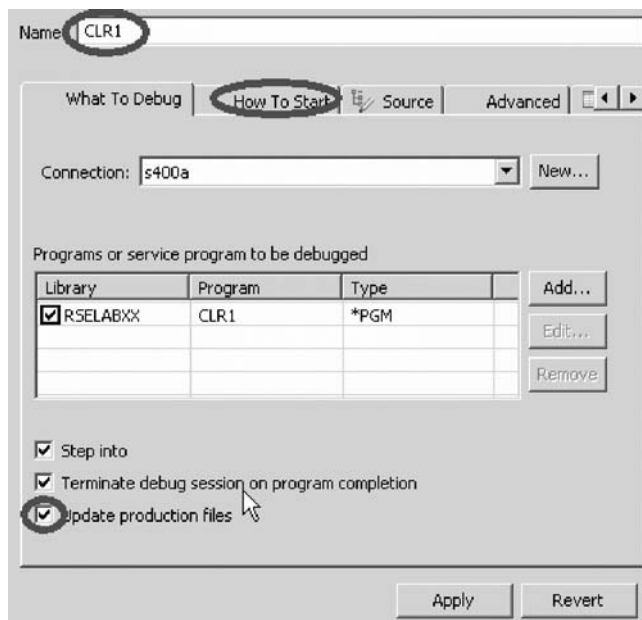 Name: CLR1
What To Debug How To Start Source Advanced
Connection: s400a New...
Programs or service program to be debugged
Library Program Type Add...
RSELABXX CLR1 *PGM
Edit...
Remove
Step into
Terminate debug session on program completion
Update production files
Apply Revert